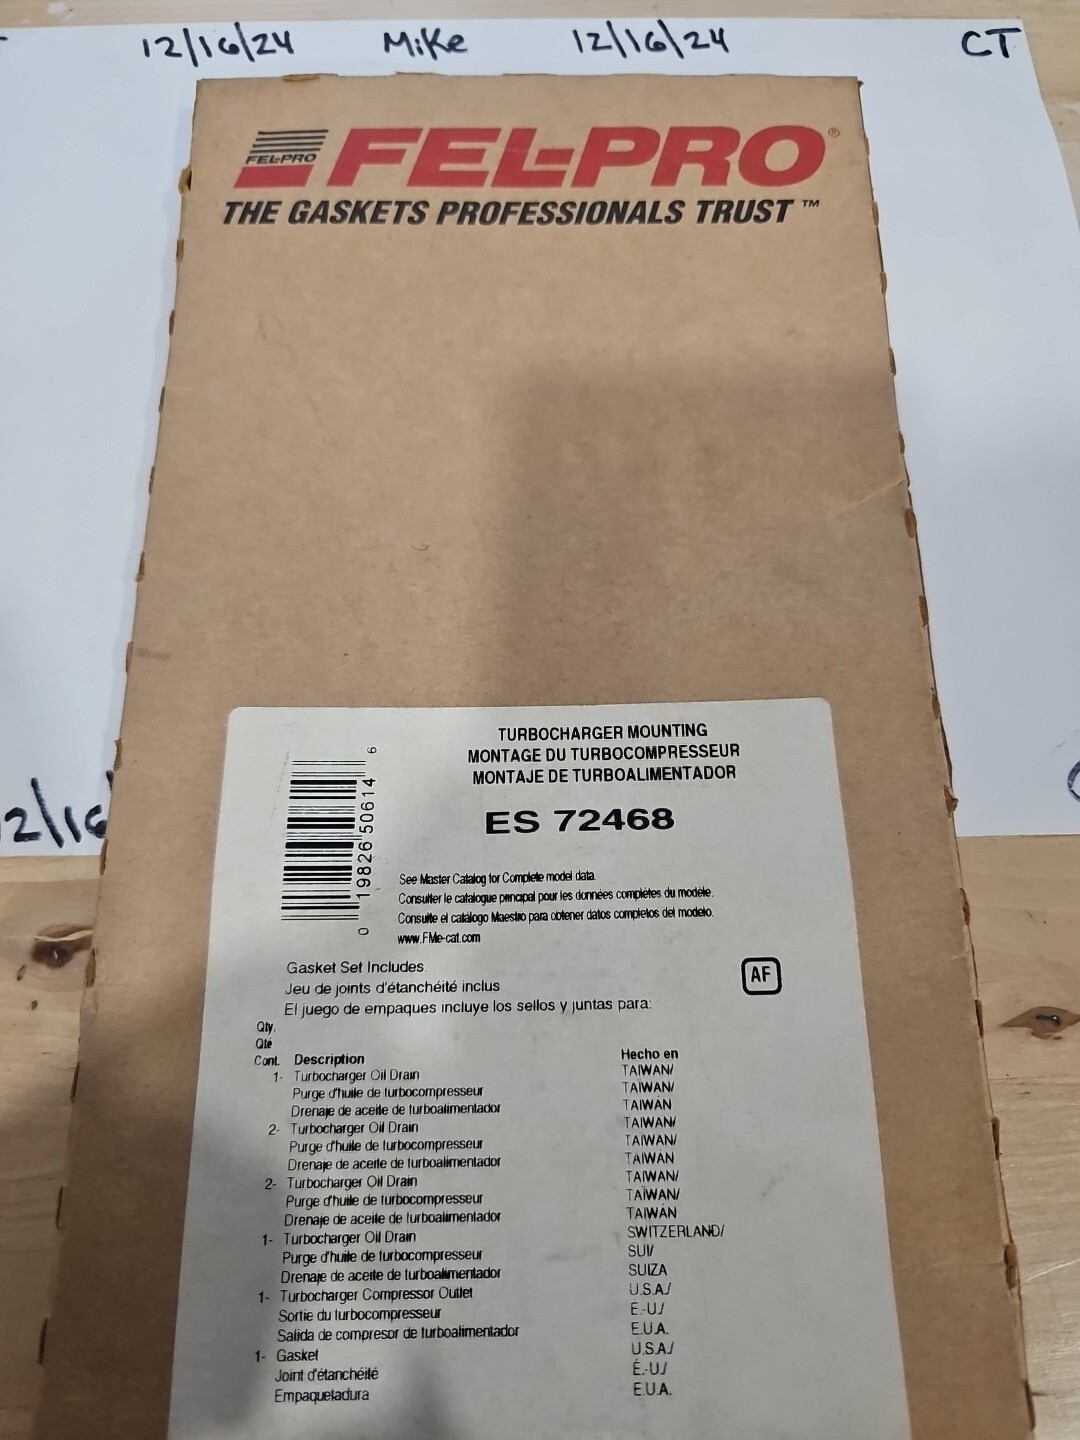 12/16/24 Mike 12/16/24 CT
FEL-PRO
FEL-PRO®
THE GASKETS PROFESSIONALS TRUST™
2/16
TURBOCHARGER MOUNTING
MONTAGE DU TURBOCOMPRESSEUR
MONTAJE DE TURBOALIMENTADOR
ES 72468
0 19826 50614 6
See Master Catalog for Complete model data.
Consulter le catalogue principal pour les données complètes du modèle.
Consulte el catálogo Maestro para obtener datos completos del modelo.
www.FMe-cat.com
Gasket Set Includes.
Jeu de joints d'étanchéité inclus
El juego de empaques incluye los sellos y juntas para:
AF
Qty.
Qté
Cont. Description Hecho en
1- Turbocharger Oil Drain TAIWAN/
Purge d'huile de turbocompresseur TAIWAN/
Drenaje de aceite de turboalimentador TAIWAN
2- Turbocharger Oil Drain TAIWAN/
Purge d'huile de turbocompresseur TAIWAN/
Drenaje de aceite de turboalimentador TAIWAN
2- Turbocharger Oil Drain TAIWAN/
Purge d'huile de turbocompresseur TAÏWAN/
Drenaje de aceite de turboalimentador TAIWAN
1- Turbocharger Oil Drain SWITZERLAND/
Purge d'huile de turbocompresseur SUI/
Drenaje de aceite de turboalimentador SUIZA
1- Turbocharger Compressor Outlet U.S.A./
Sortie du turbocompresseur É.-U./
Salida de compresor de turboalimentador E.U.A.
1- Gasket U.S.A./
Joint d'étanchéité É.-U./
Empaquetadura E.U.A.